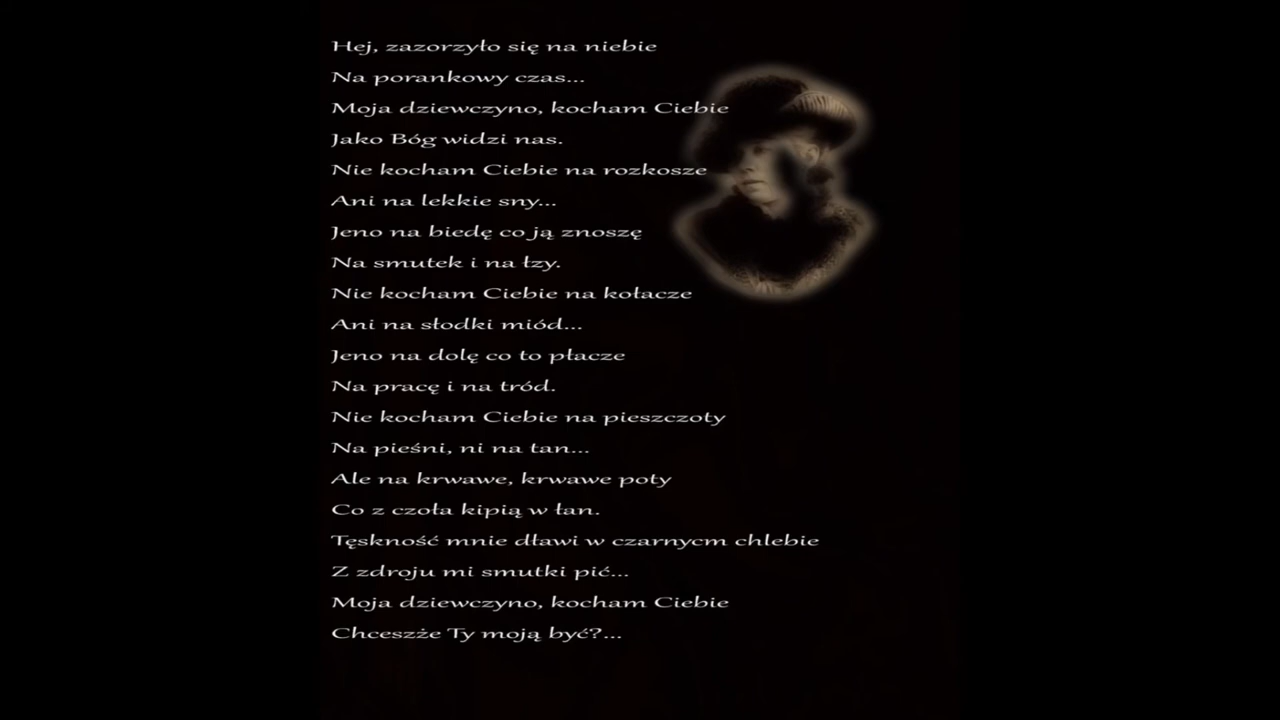 Hej, zazorzyło się na niebie
Na porankowy czas...
Moja dziewczyno, kocham Ciebie
Jako Bóg widzi nas.
Nie kocham Ciebie na rozkosze
Ani na lekkie sny...
Jeno na biedę co ją znoszę
Na smutek i na łzy.
Nie kocham Ciebie na kołacze
Ani na słodki miód...
Jeno na dolę co to płacze
Na pracę i na tród.
Nie kocham Ciebie na pieszczoty
Na pieśni, ni na tan...
Ale na krwawe, krwawe poty
Co z czoła kipią w łan.
Tęskność mnie dławi w czarnycm chlebie
Z zdroju mi smutki pić...
Moja dziewczyno, kocham Ciebie
Chceszże Ty moją być?...